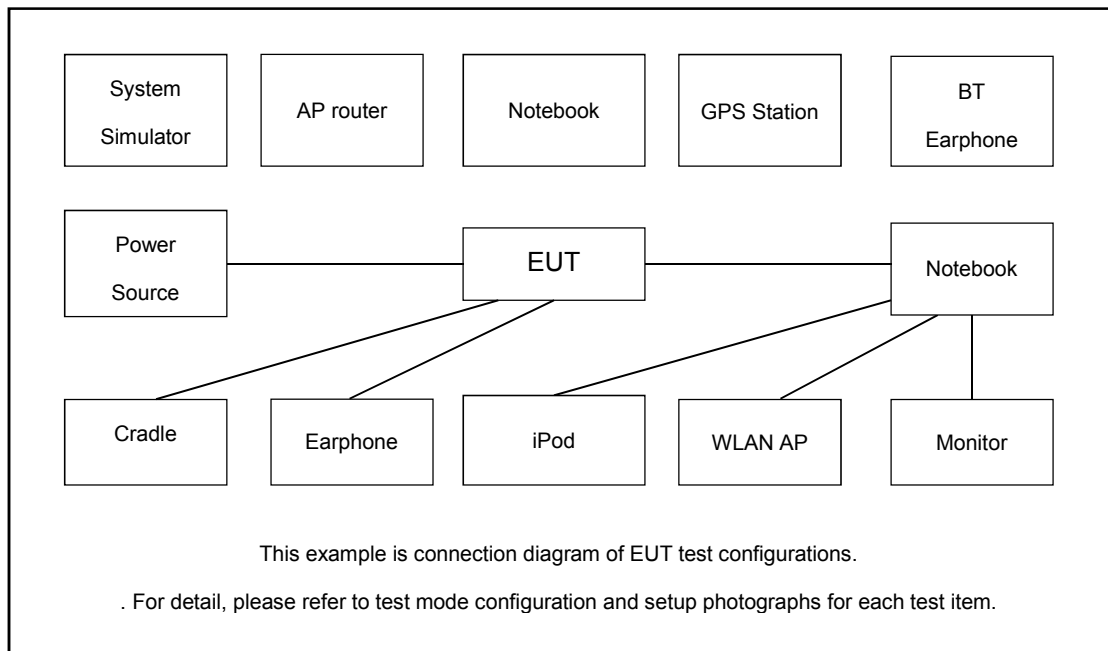 System
Simulator
AP router
Notebook
GPS Station
BT
Earphone
Power
Source
EUT
Notebook
Cradle
Earphone
iPod
WLAN AP
Monitor
This example is connection diagram of EUT test configurations.
. For detail, please refer to test mode configuration and setup photographs for each test item.